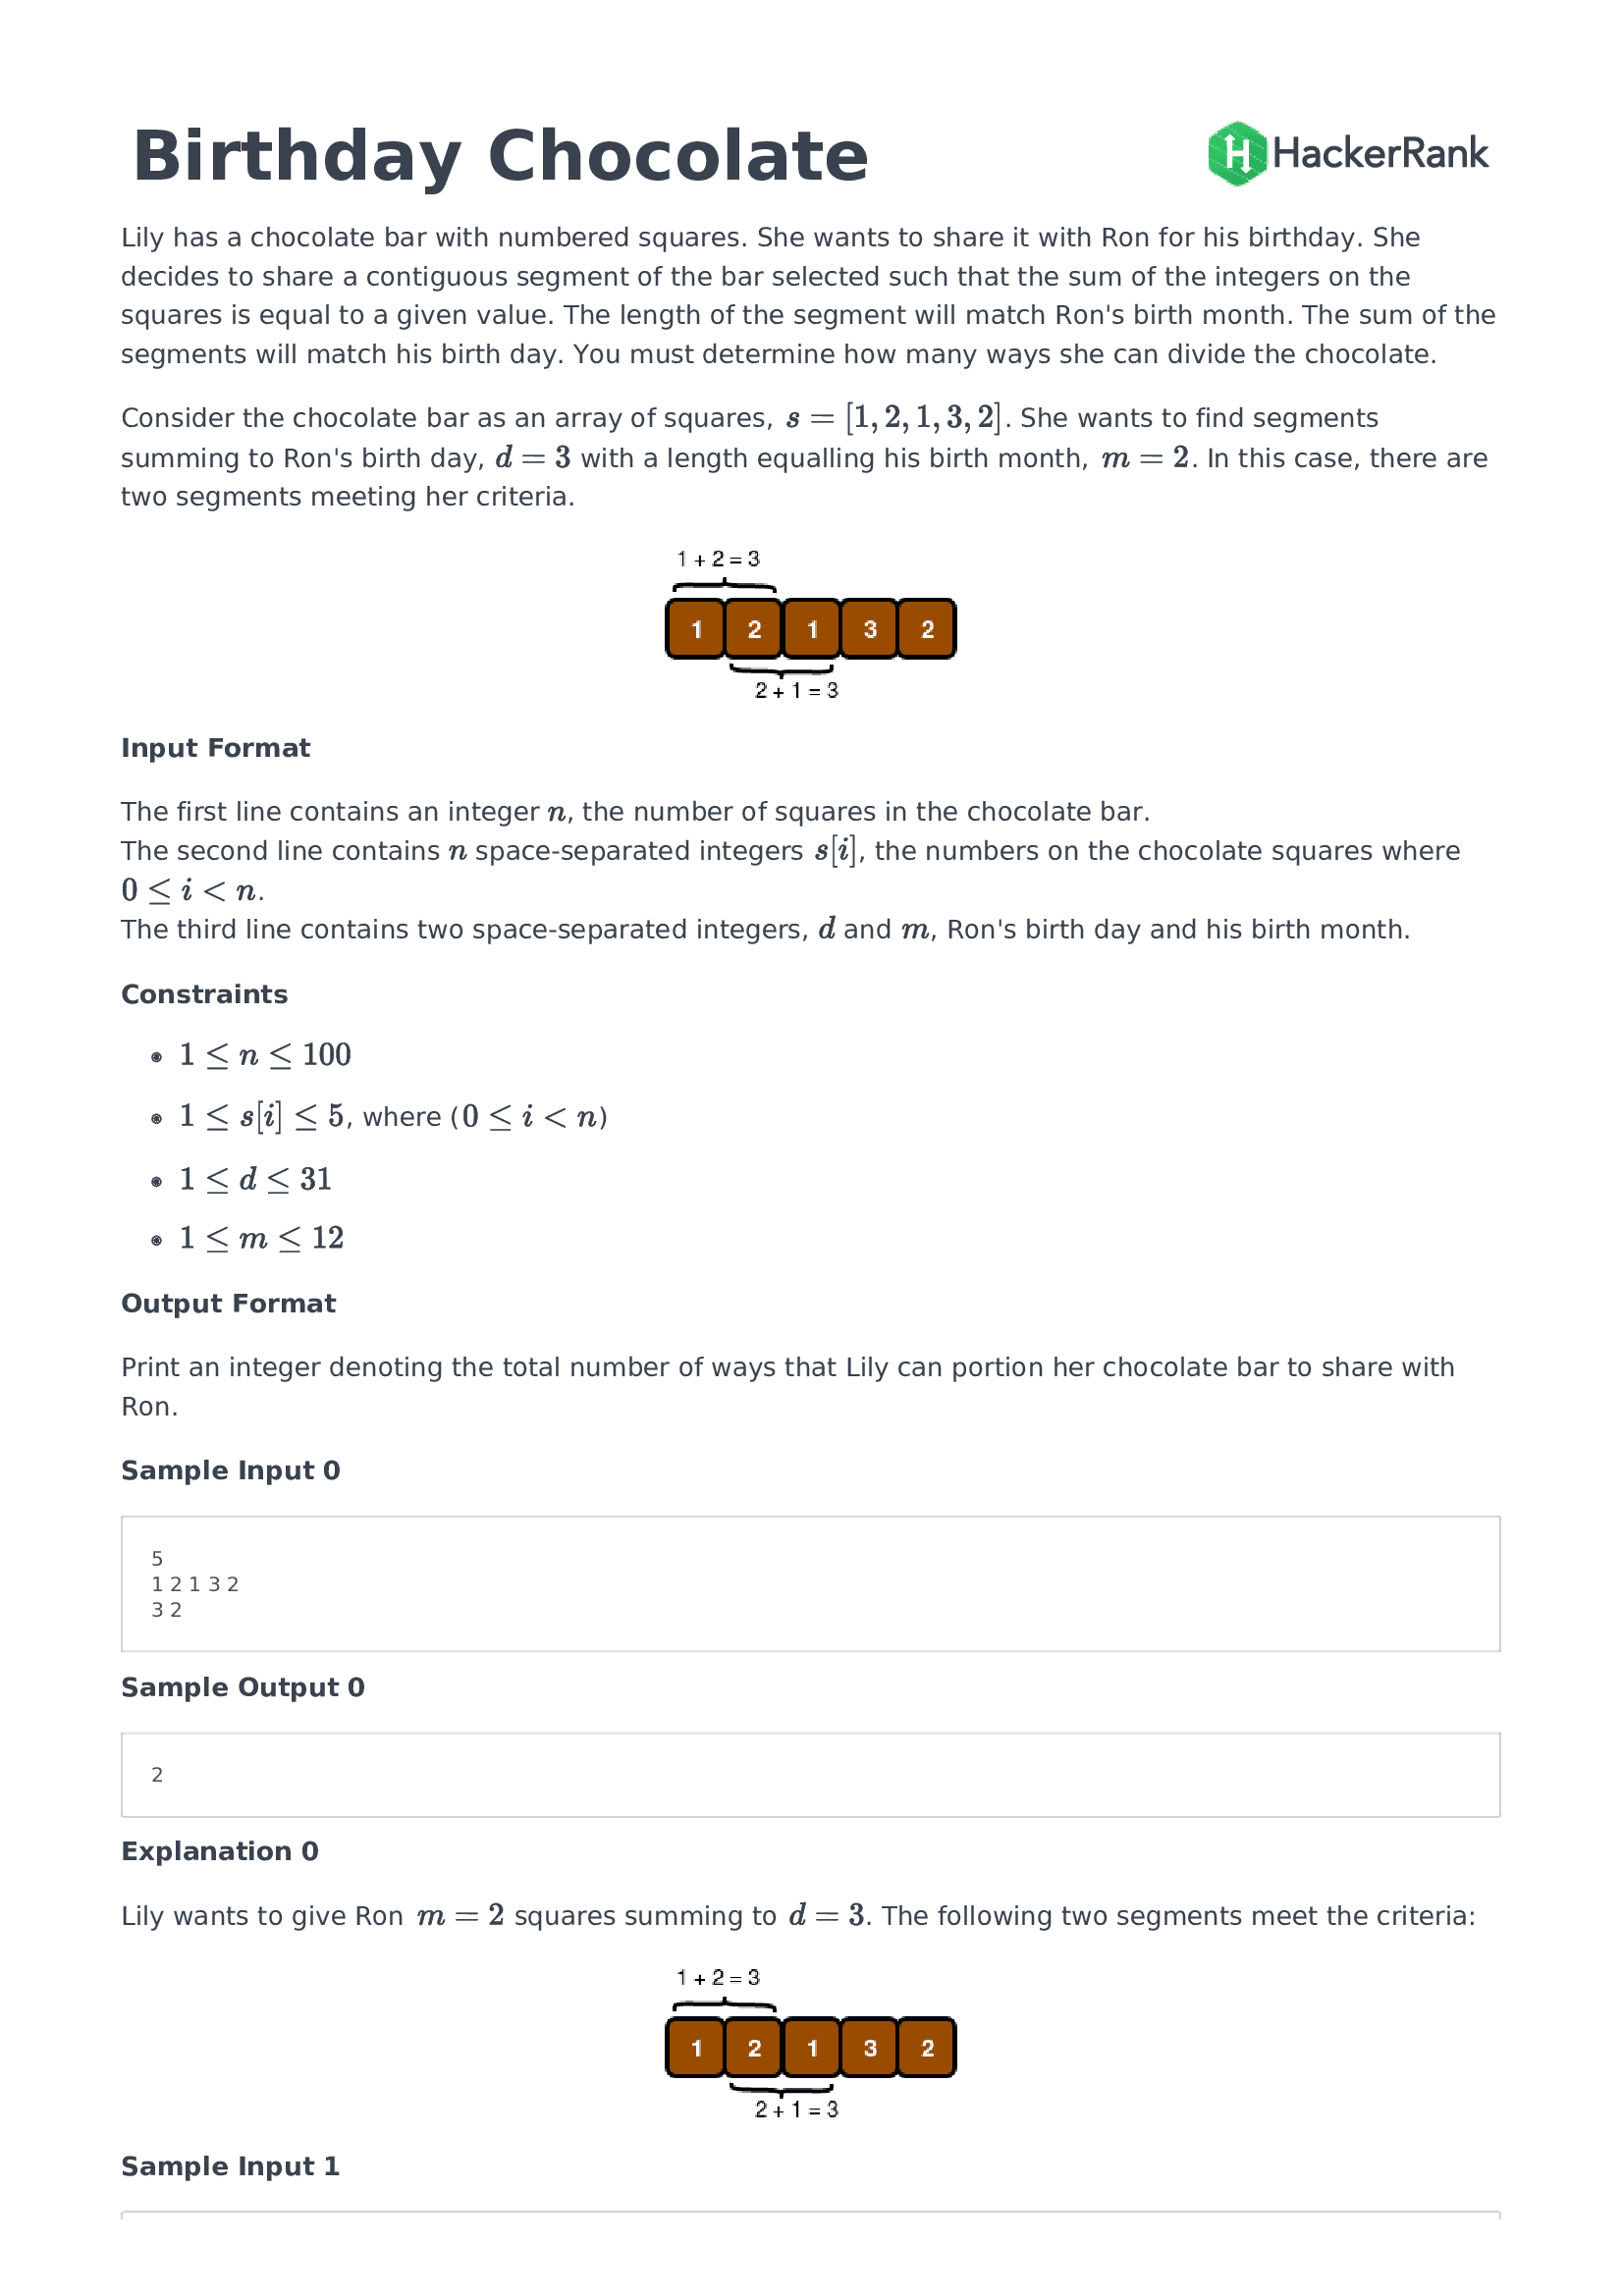 Birthday Chocolate
HackerRank
Lily has a chocolate bar with numbered squares. She wants to share it with Ron for his birthday. She
decides to share a contiguous segment of the bar selected such that the sum of the integers on the
squares is equal to a given value. The length of the segment will match Ron's birth month. The sum of the
segments will match his birth day. You must determine how many ways she can divide the chocolate.
Consider the chocolate bar as an array of squares, s = [1, 2, 1, 3, 2]. She wants to find segments
summing to Ron's birth day, d = 3 with a length equalling his birth month, m = 2. In this case, there are
two segments meeting her criteria.
1 + 2 = 3
1 2 1 3 2
2 + 1 = 3
Input Format
The first line contains an integer n, the number of squares in the chocolate bar.
The second line contains n space-separated integers s[i], the numbers on the chocolate squares where
0 ≤ i < n.
The third line contains two space-separated integers, d and m, Ron's birth day and his birth month.
Constraints
• 1 ≤ n ≤ 100
• 1 ≤ s[i] ≤ 5, where (0 ≤ i < n)
• 1 ≤ d ≤ 31
• 1 ≤ m ≤ 12
Output Format
Print an integer denoting the total number of ways that Lily can portion her chocolate bar to share with
Ron.
Sample Input 0
5
1 2 1 3 2
3 2
Sample Output 0
2
Explanation 0
Lily wants to give Ron m = 2 squares summing to d = 3. The following two segments meet the criteria:
1 + 2 = 3
1 2 1 3 2
2 + 1 = 3
Sample Input 1